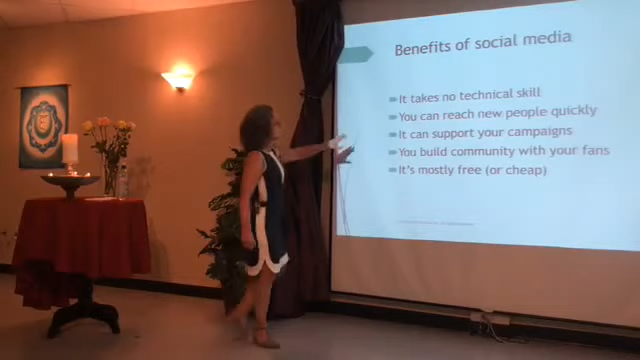 Benefits of social media
It takes no technical skill
You can reach new people quickly
It can support your campaigns
You build community with your fans
It's mostly free (or cheap)